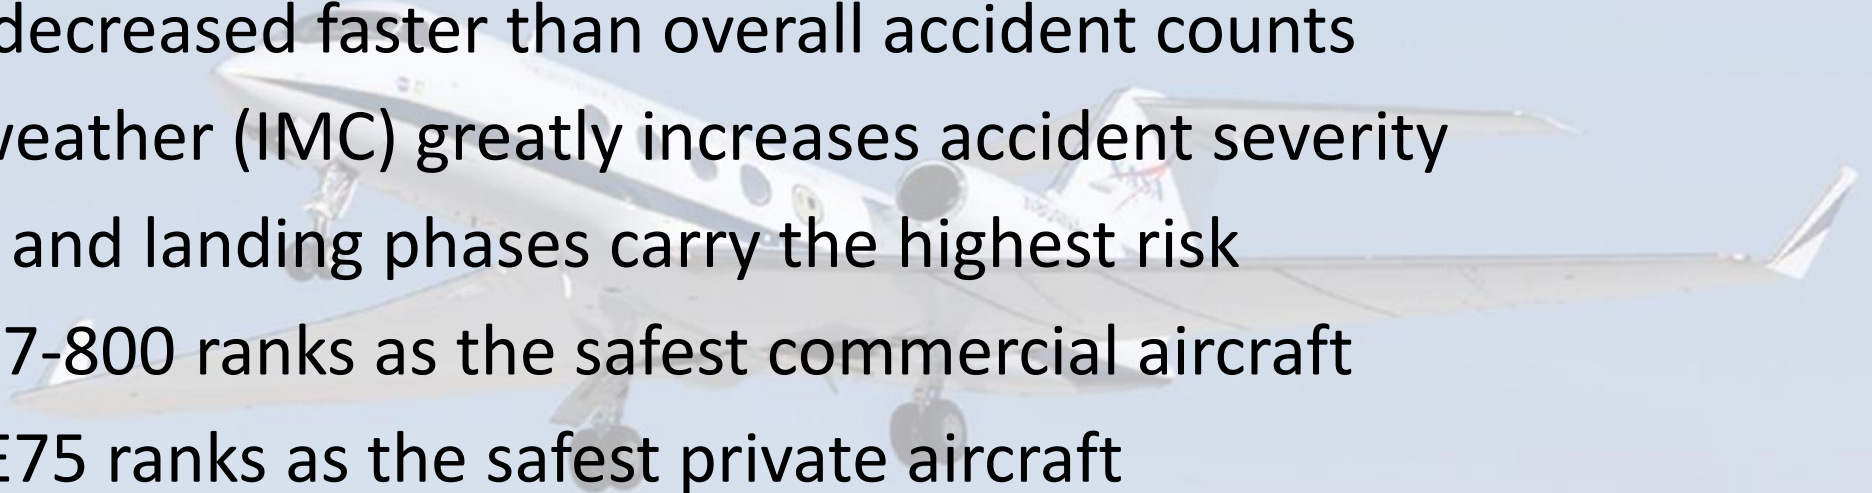 decreased faster than overall accident counts
weather (IMC) greatly increases accident severity
and landing phases carry the highest risk
7-800 ranks as the safest commercial aircraft
E75 ranks as the safest private aircraft
NASA